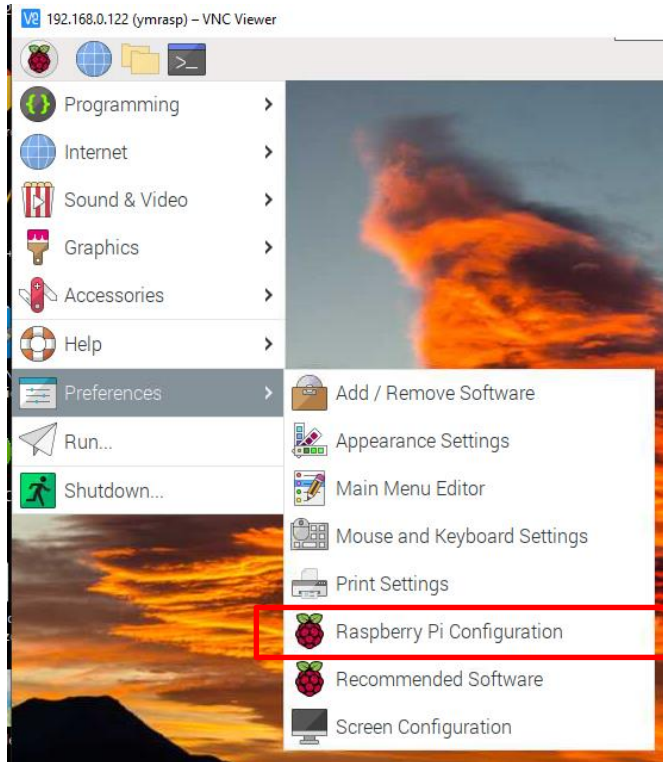 192.168.0.122 (ymrasp) – VNC Viewer
Programming
Internet
Sound & Video
Graphics
Accessories
Help
Preferences
Run...
Shutdown...
Add / Remove Software
Appearance Settings
Main Menu Editor
Mouse and Keyboard Settings
Print Settings
Raspberry Pi Configuration
Recommended Software
Screen Configuration